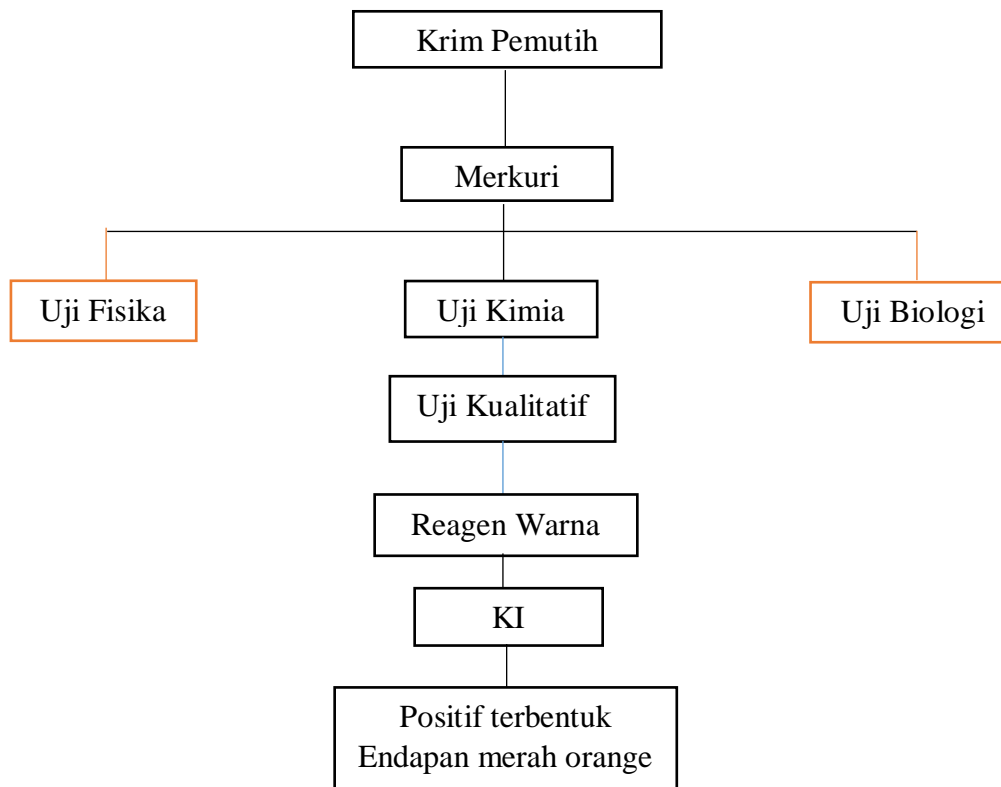 Krim Pemutih
Merkuri
Uji Fisika
Uji Kimia
Uji Biologi
Uji Kualitatif
Reagen Warna
KI
Positif terbentuk
Endapan merah orange